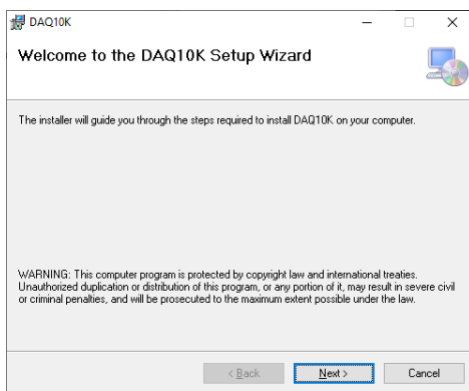 DAQ10K
Welcome to the DAQ10K Setup Wizard
The installer will guide you through the steps required to install DAQ10K on your computer.
WARNING: This computer program is protected by copyright law and international treaties.
Unauthorized duplication or distribution of this program, or any portion of it, may result in severe civil
or criminal penalties, and will be prosecuted to the maximum extent possible under the law.
< Back
Next >
Cancel